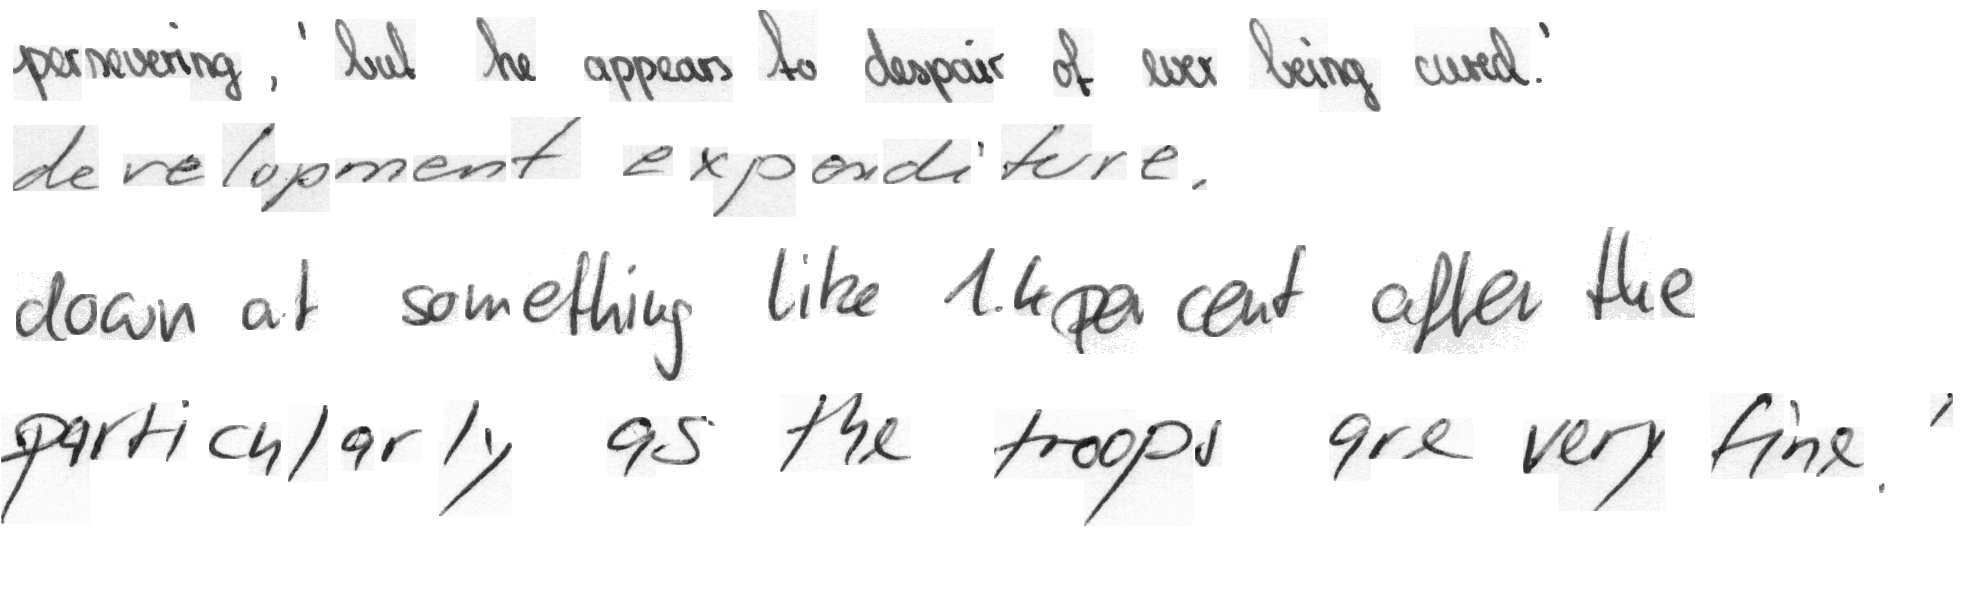 persevering,' but he appears to despair of ever being cured.'
development expenditure.
down at something like 1.4 per cent after the
particularly as the troops are very fine.'